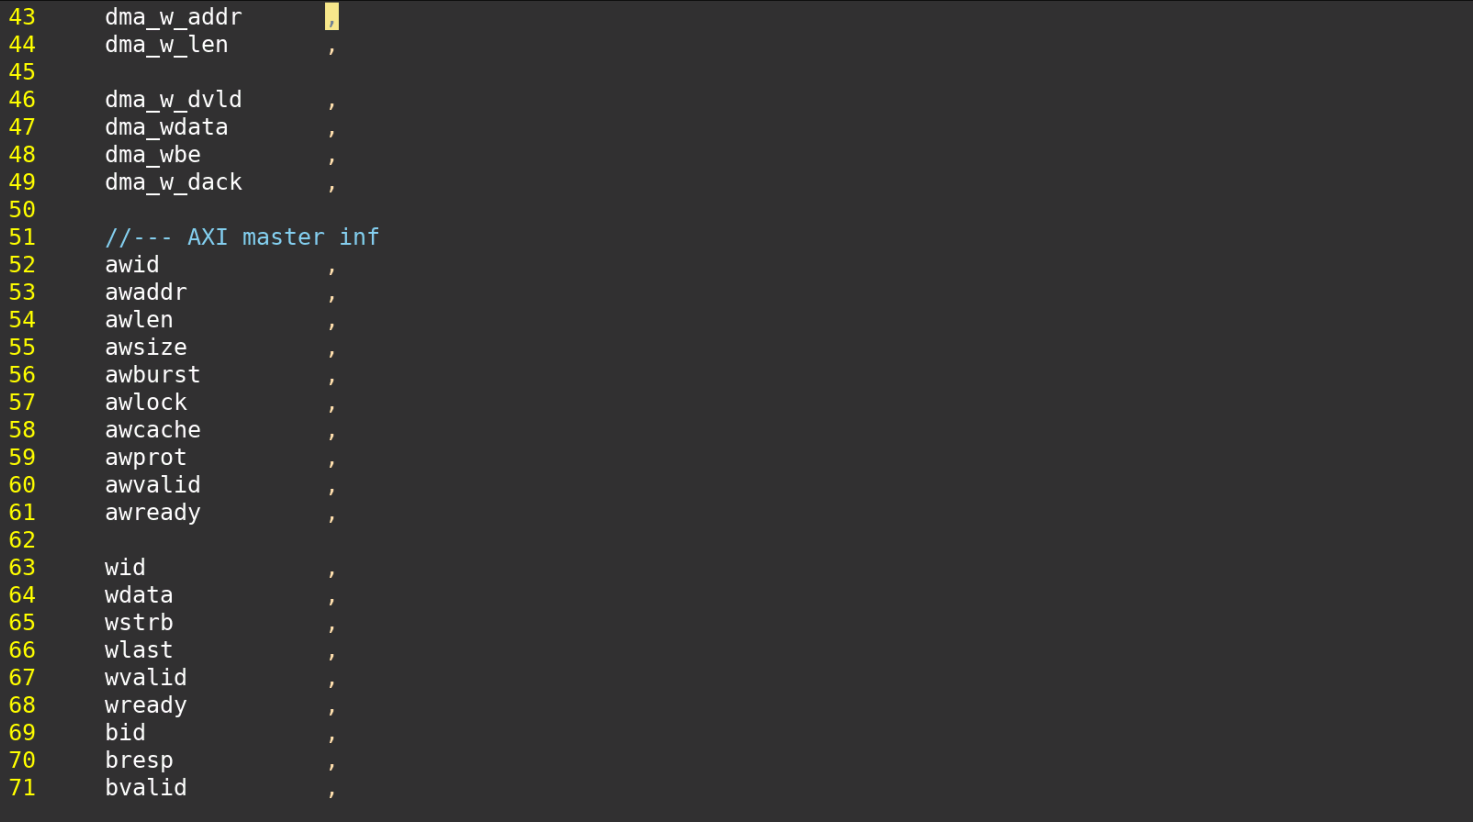 43     dma_w_addr      ,
44     dma_w_len       ,
45
46     dma_w_dvld      ,
47     dma_wdata       ,
48     dma_wbe         ,
49     dma_w_dack      ,
50
51     //--- AXI master inf
52     awid            ,
53     awaddr          ,
54     awlen           ,
55     awsize          ,
56     awburst         ,
57     awlock          ,
58     awcache         ,
59     awprot          ,
60     awvalid         ,
61     awready         ,
62
63     wid             ,
64     wdata           ,
65     wstrb           ,
66     wlast           ,
67     wvalid          ,
68     wready          ,
69     bid             ,
70     bresp           ,
71     bvalid          ,